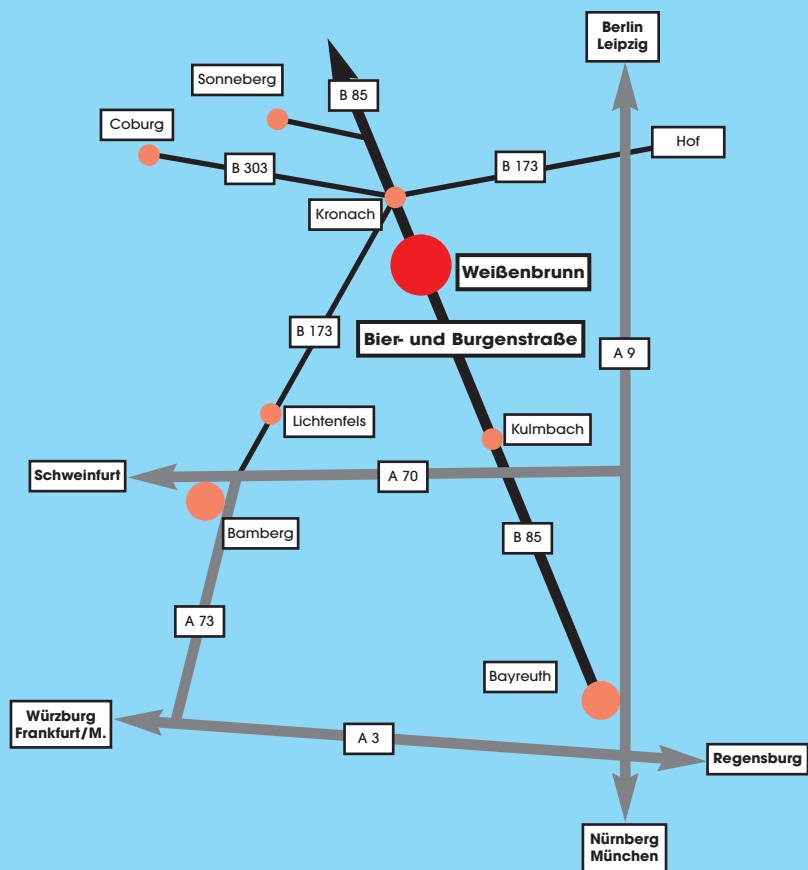 Berlin
Leipzig
Sonneberg
B 85
Coburg
Hof
B 303
B 173
Kronach
Weißenbrunn
B 173
Bier- und Burgenstraße
A 9
Lichtenfels
Kulmbach
Schweinfurt
A 70
Bamberg
B 85
A 73
Bayreuth
Würzburg
Frankfurt/M.
A 3
Regensburg
Nürnberg
München